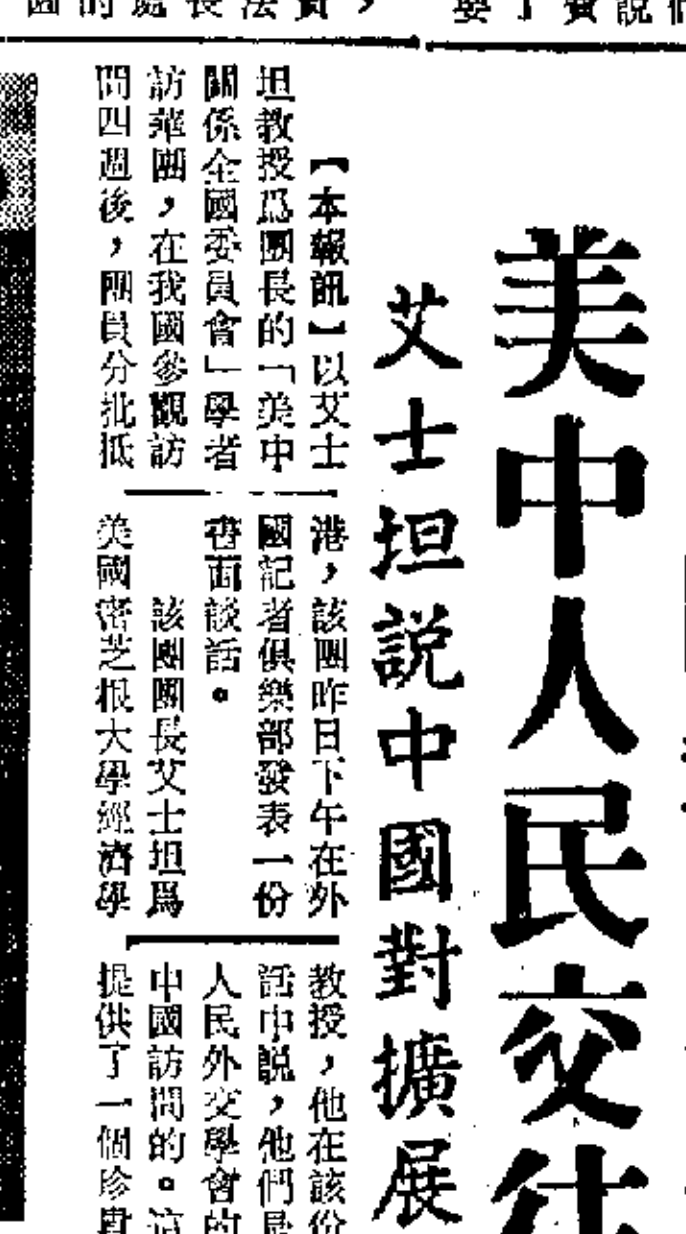 美中人民交往
艾士坦説中國對擴展
【本報訊】以艾士
坦教授爲團長的「美中
關係全國委員會」學者
訪華團，在我國參觀訪
問四週後，團員分批抵
港，該團昨日下午在外
國記者俱樂部發表一份
書面談話。
該團團長艾士坦爲
美國密芝根大學經濟學
教授，他在該份
話中説，他們是
人民外交學會的
中國訪問的。這
提供了一個珍貴